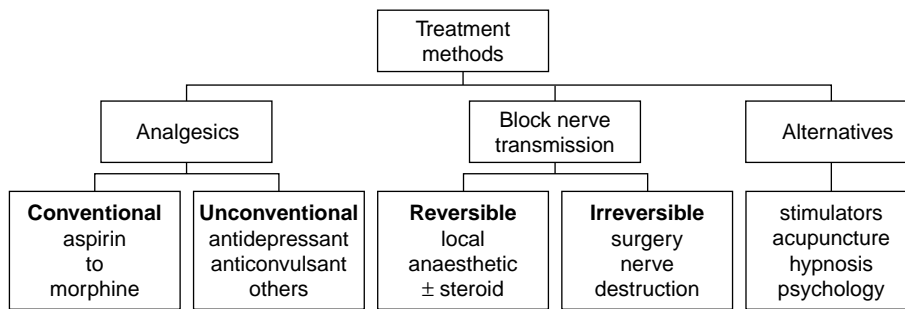 Treatment
methods
Analgesics
Block nerve
transmission
Alternatives
Conventional
aspirin
to
morphine
Unconventional
antidepressant
anticonvulsant
others
Reversible
local
anaesthetic
± steroid
Irreversible
surgery
nerve
destruction
stimulators
acupuncture
hypnosis
psychology